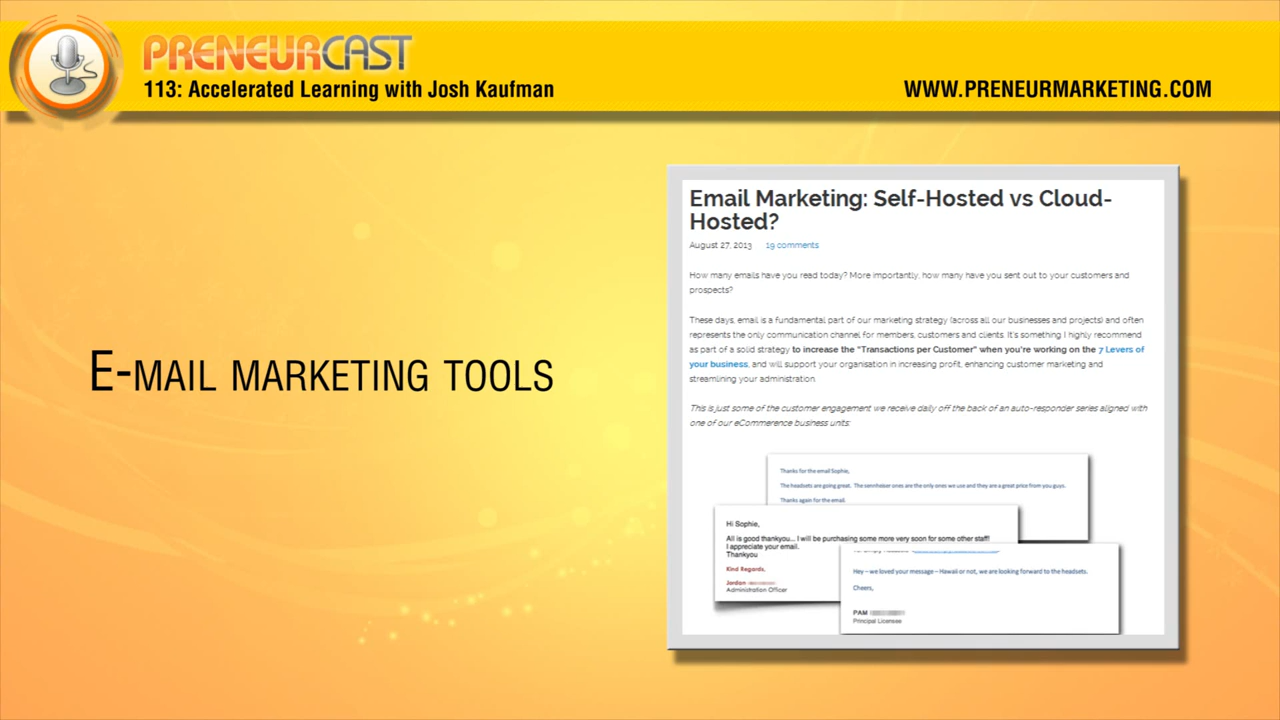 PRENEURCAST
113: Accelerated Learning with Josh Kaufman
WWW.PRENEURMARKETING.COM
E-MAIL MARKETING TOOLS
Email Marketing: Self-Hosted vs Cloud-
Hosted?
August 27, 2013 19 comments
How many emails have you read today? More importantly, how many have you sent out to your customers and
prospects?
These days, email is a fundamental part of our marketing strategy (across all our businesses and projects) and often
represents the only communication channel for members, customers and clients. It's something I highly recommend
as part of a solid strategy to increase the "Transactions per Customer" when you're working on the 7 Levers of
your business, and will support your organisation in increasing profit, enhancing customer marketing and
streamlining your administration.
This is just some of the customer engagement we receive daily off the back of an auto-responder series aligned with
one of our eCommerence business units:
Thanks for the email Sophie,
The headsets are going great. The sennheiser ones are the only ones we use and they are a great price from you guys.
Thanks again for the email.
Hi Sophie,
All is good thankyou... I will be purchasing some more very soon for some other staff!
I appreciate your email.
Thankyou
Kind Regards,
Jordan
Administration Officer
Hey – we loved your message – Hawaii or not, we are looking forward to the headsets.
Cheers,
PAM
Principal Licensee